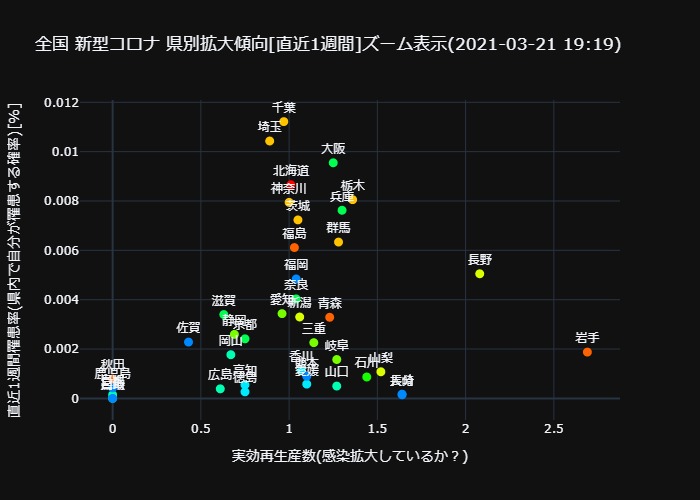 全国 新型コロナ 県別拡大傾向[直近1週間]ズーム表示(2021-03-21 19:19)
千葉
0.012
埼玉
大阪
0.01
北海道
神奈川
栃木
兵庫
0.008
茨城
福島
群馬
0.006
長野
福岡
奈良
愛知
新潟
青森
0.004
滋賀
静岡
京都
佐賀
三重
岩手
岡山
岐阜
0.002
香川
山梨
石川
秋田
鹿児島
広島
高知
徳島
愛媛
山口
0
0
0.5
1
1.5
2
2.5
直近1週間罹患率(県内で自分が罹患する確率)[%]
実効再生産数(感染拡大しているか？)